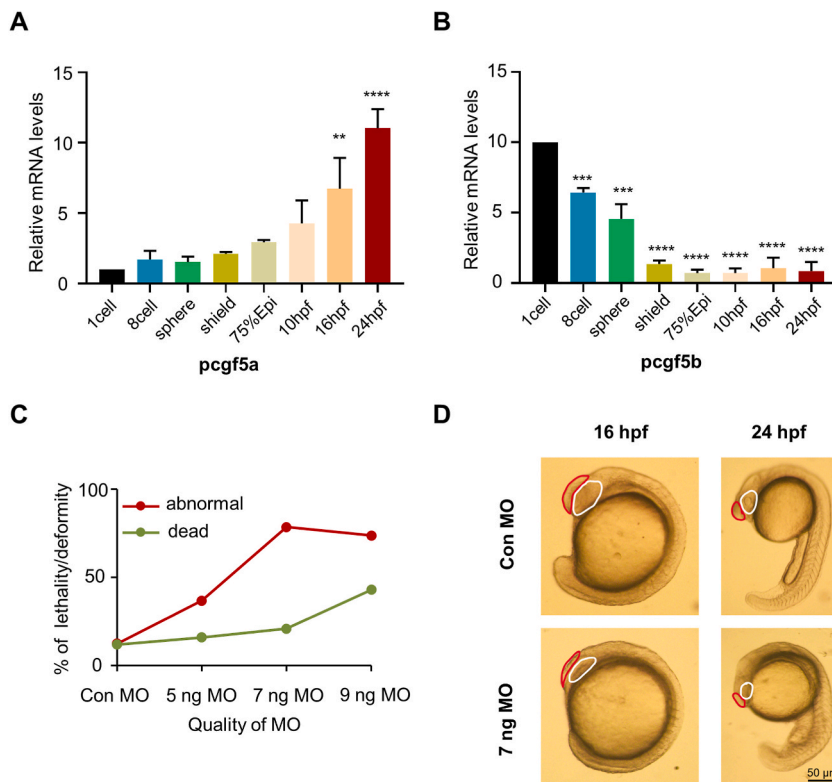 A
Relative mRNA levels
15
10
5
0
**
****
1cell
8cell
sphere
shield
75%Epi
10hpf
16hpf
24hpf
pcgf5a
B
Relative mRNA levels
15
10
5
0
***
***
****
****
****
****
****
1cell
8cell
sphere
shield
75%Epi
10hpf
16hpf
24hpf
pcgf5b
C
% of lethality/deformity
100
50
0
abnormal
dead
Con MO
5 ng MO
7 ng MO
9 ng MO
Quality of MO
D
16 hpf
24 hpf
Con MO
7 ng MO
50 μm